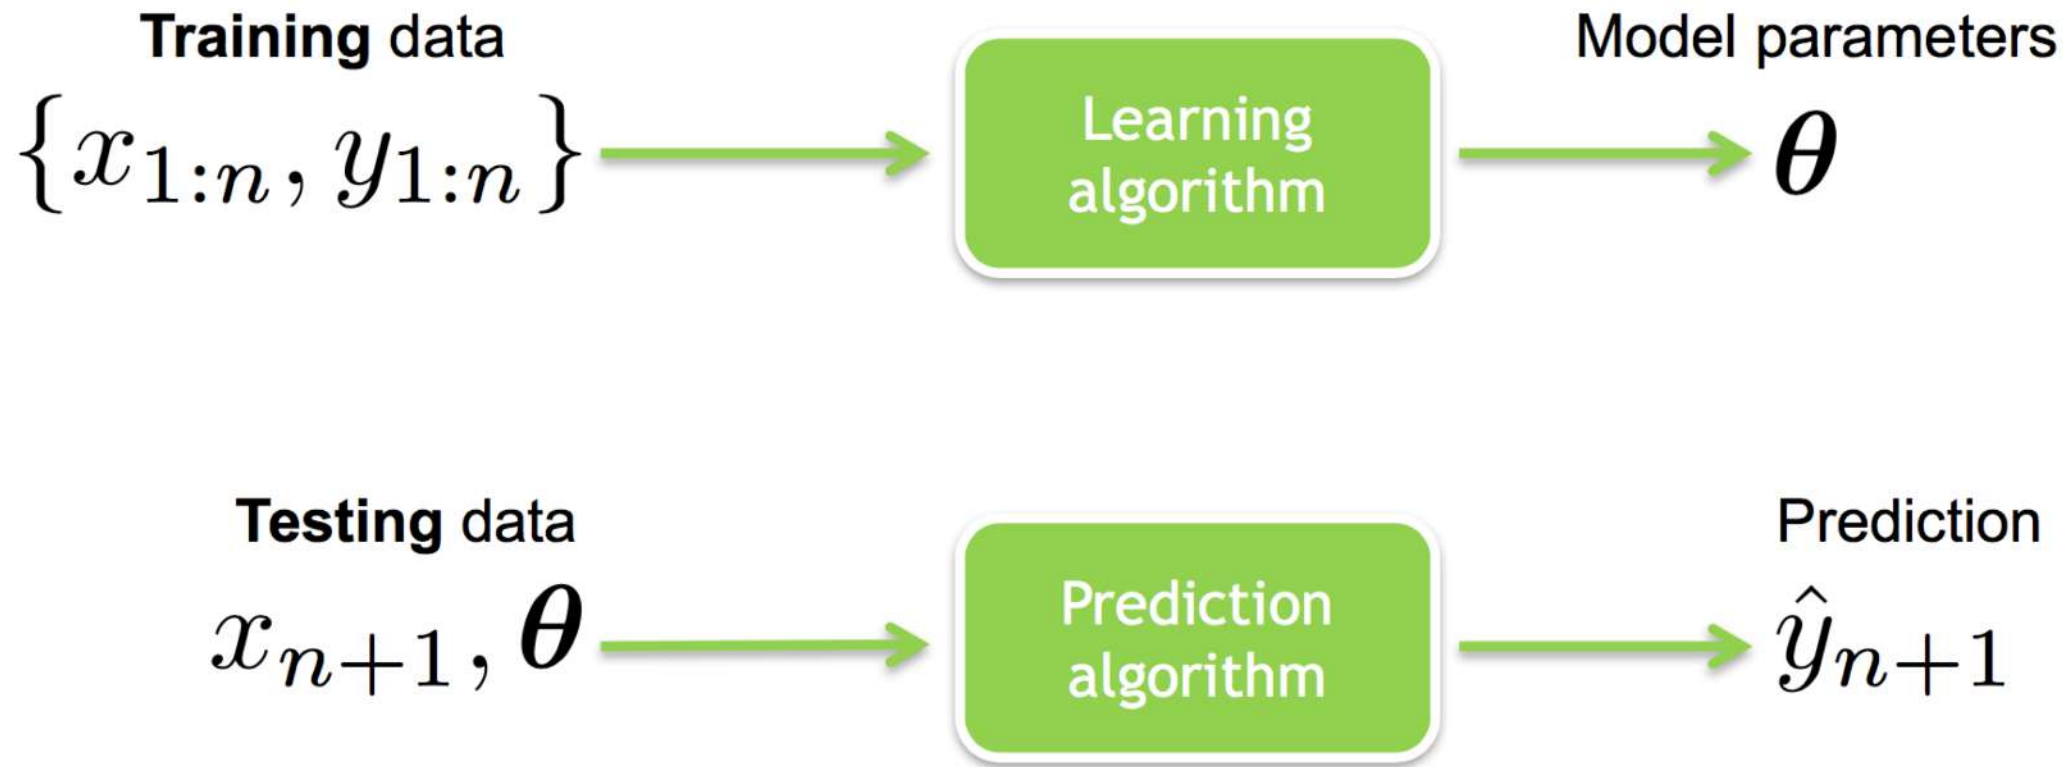 Training data
Model parameters
{x_{1:n}, y_{1:n}}
Learning
algorithm
θ
Testing data
Prediction
x_{n+1}, θ
Prediction
algorithm
ŷ_{n+1}